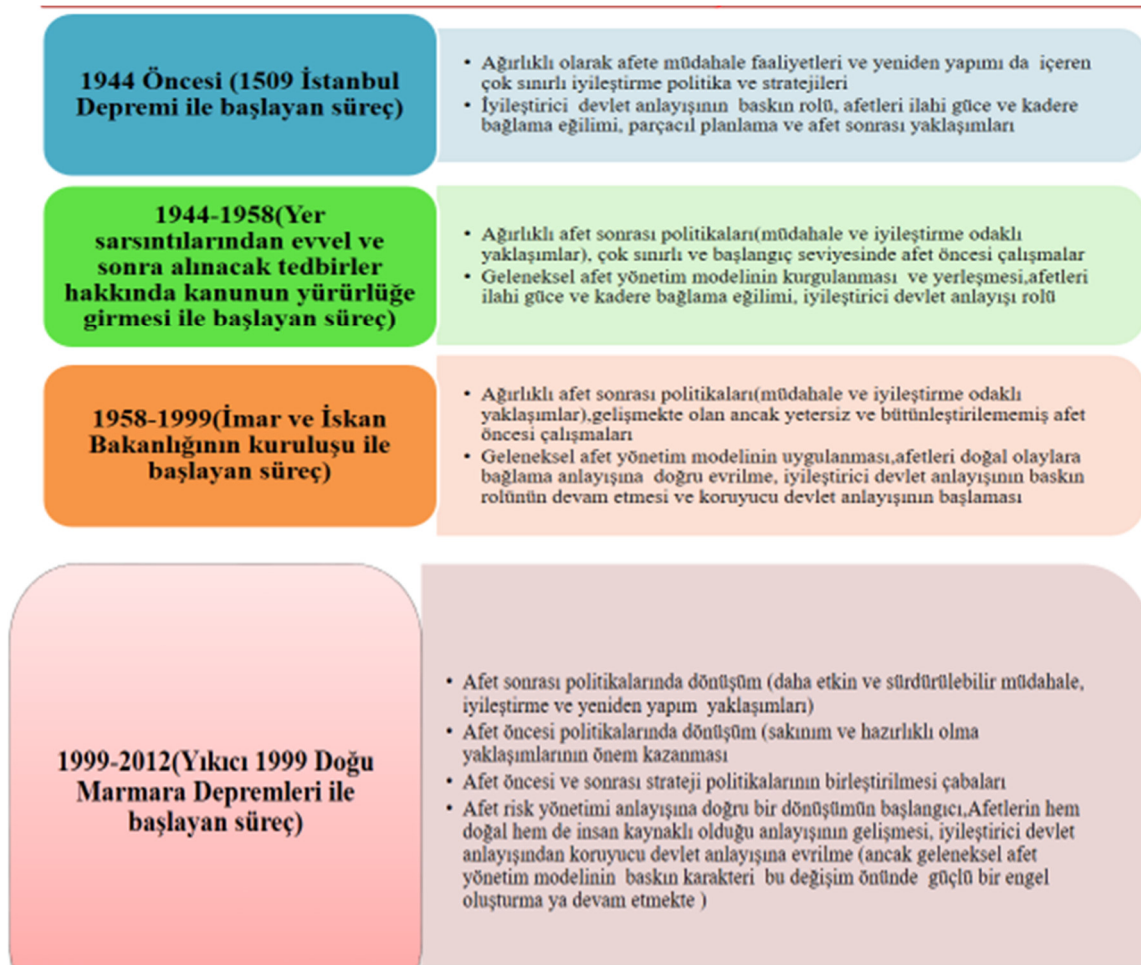 1944 Öncesi (1509 İstanbul
Depremi ile başlayan süreç)
• Ağırlıklı olarak afete müdahale faaliyetleri ve yeniden yapımı da içeren
çok sınırlı iyileştirme politika ve stratejileri
• İyileştirici devlet anlayışının baskın rolü, afetleri ilahi güce ve kadere
bağlama eğilimi, parçacıl planlama ve afet sonrası yaklaşımları
1944-1958(Yer
sarsıntılarından evvel ve
sonra alınacak tedbirler
hakkında kanunun yürürlüğe
girmesi ile başlayan süreç)
• Ağırlıklı afet sonrası politikaları(müdahale ve iyileştirme odaklı
yaklaşımlar), çok sınırlı ve başlangıç seviyesinde afet öncesi çalışmalar
• Geleneksel afet yönetim modelinin kurgulanması ve yerleşmesi,afetleri
ilahi güce ve kadere bağlama eğilimi, iyileştirici devlet anlayışı rolü
1958-1999(İmar ve İskan
Bakanlığının kuruluşu ile
başlayan süreç)
• Ağırlıklı afet sonrası politikaları(müdahale ve iyileştirme odaklı
yaklaşımlar),gelişmekte olan ancak yetersiz ve bütünleştirilememiş afet
öncesi çalışmaları
• Geleneksel afet yönetim modelinin uygulanması,afetleri doğal olaylara
bağlama anlayışına doğru evrilme, iyileştirici devlet anlayışının baskın
rolünün devam etmesi ve koruyucu devlet anlayışının başlaması
1999-2012(Yıkıcı 1999 Doğu
Marmara Depremleri ile
başlayan süreç)
• Afet sonrası politikalarında dönüşüm (daha etkin ve sürdürülebilir müdahale,
iyileştirme ve yeniden yapım yaklaşımları)
• Afet öncesi politikalarında dönüşüm (sakınım ve hazırlıklı olma
yaklaşımlarının önem kazanması
• Afet öncesi ve sonrası strateji politikalarının birleştirilmesi çabaları
• Afet risk yönetimi anlayışına doğru bir dönüşümün başlangıcı,Afetlerin hem
doğal hem de insan kaynaklı olduğu anlayışının gelişmesi, iyileştirici devlet
anlayışından koruyucu devlet anlayışına evrilme (ancak geleneksel afet
yönetim modelinin baskın karakteri bu değişim önünde güçlü bir engel
oluşturma ya devam etmekte )